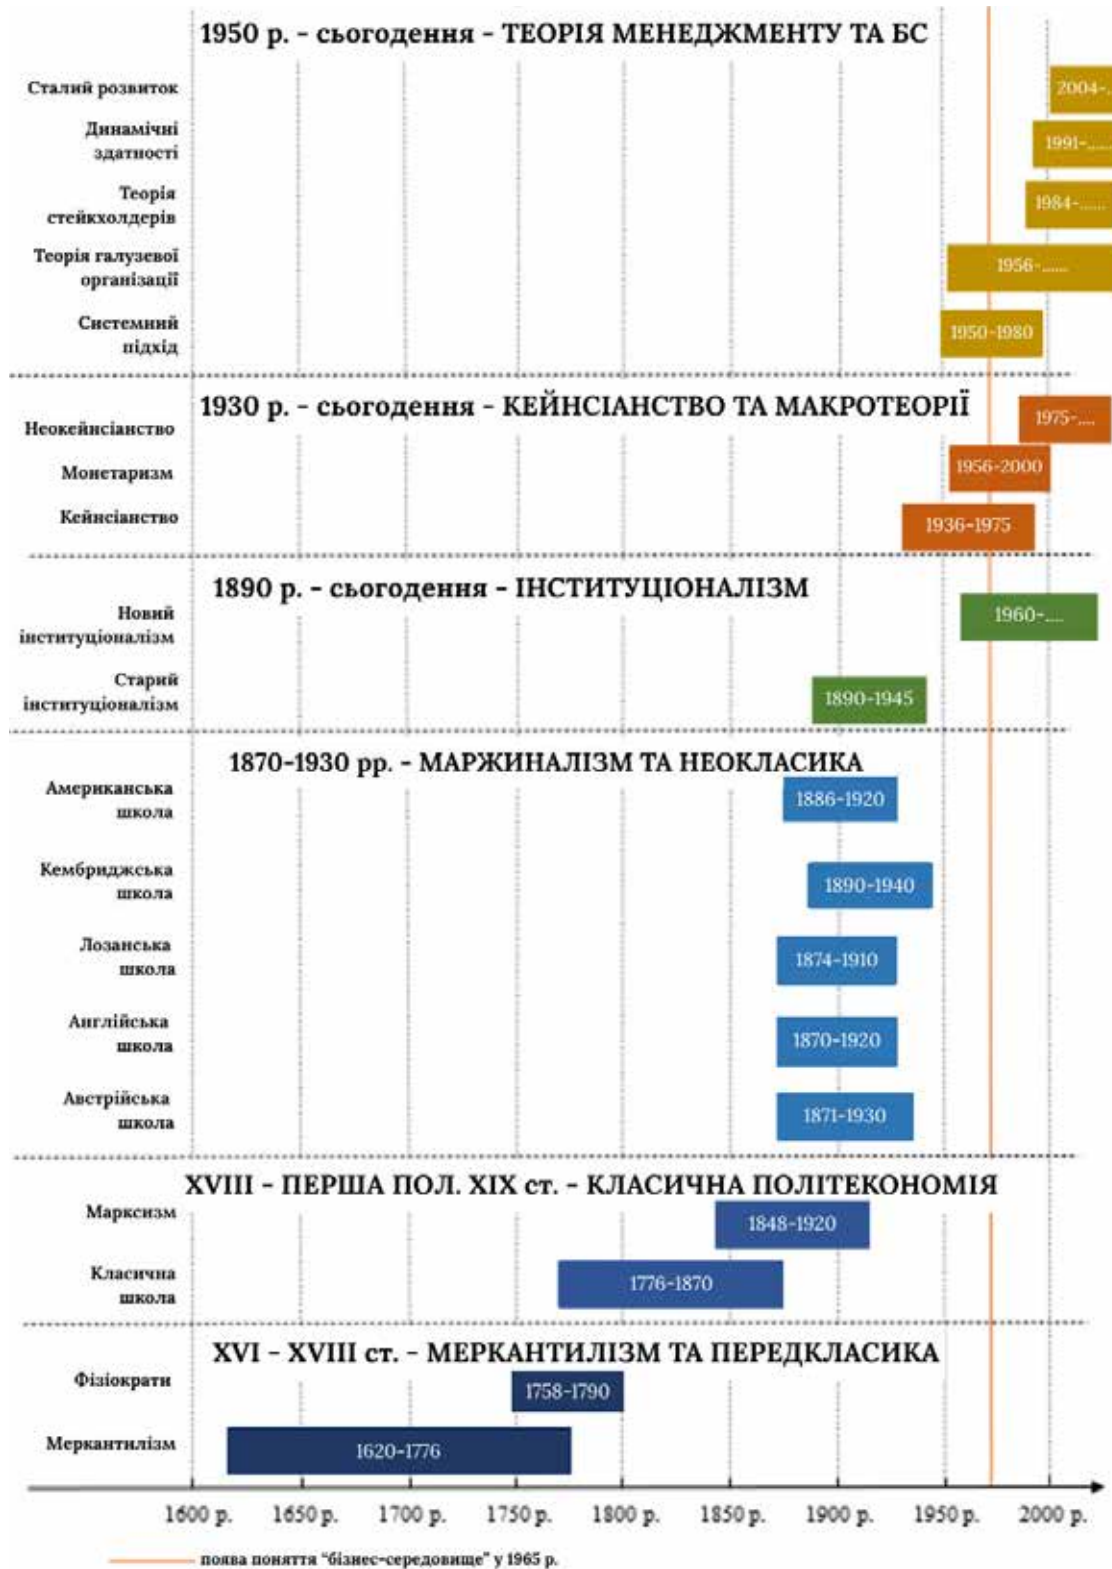 1950 р. - сьогодення - ТЕОРІЯ МЕНЕДЖМЕНТУ ТА БС
Сталий розвиток
2004-..
Динамічні
здатності
1991-......
Теорія
стейкхолдерів
1984-......
Теорія галузевої
організації
1956-......
Системний
підхід
1950-1980
1930 р. - сьогодення - КЕЙНСІАНСТВО ТА МАКРОТЕОРІЇ
Неокейнсіанство
1975-....
Монетаризм
1956-2000
Кейнсіанство
1936-1975
1890 р. - сьогодення - ІНСТИТУЦІОНАЛІЗМ
Новий
інституціоналізм
1960-....
Старий
інституціоналізм
1890-1945
1870-1930 рр. - МАРЖИНАЛІЗМ ТА НЕОКЛАСИКА
Американська
школа
1886-1920
Кембриджська
школа
1890-1940
Лозанська
школа
1874-1910
Англійська
школа
1870-1920
Австрійська
школа
1871-1930
XVIII - ПЕРША ПОЛ. XIX ст. - КЛАСИЧНА ПОЛІТЕКОНОМІЯ
Марксизм
1848-1920
Класична
школа
1776-1870
XVI - XVIII ст. - МЕРКАНТИЛІЗМ ТА ПЕРЕДКЛАСИКА
Фізіократи
1758-1790
Меркантилізм
1620-1776
1600 р. 1650 р. 1700 р. 1750 р. 1800 р. 1850 р. 1900 р. 1950 р. 2000 р.
поява поняття “бізнес-середовище” у 1965 р.